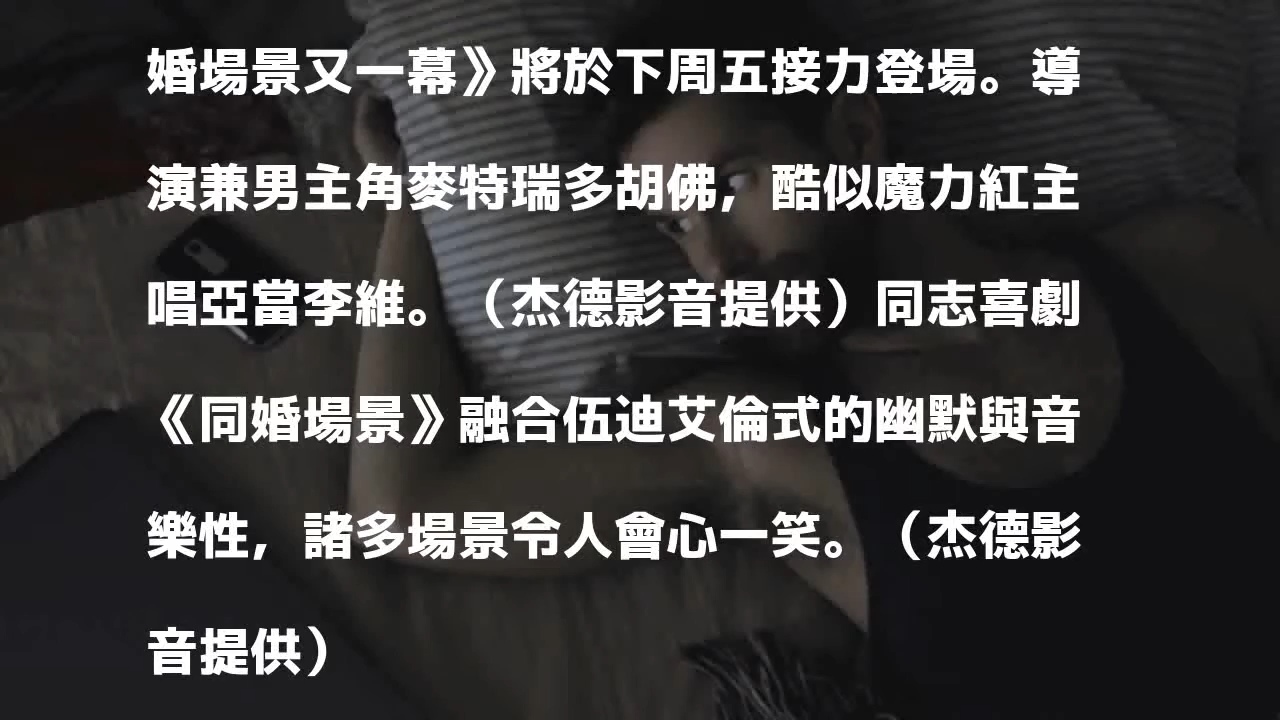 婚場景又一幕》將於下周五接力登場。導
演兼男主角麥特瑞多胡佛，酷似魔力紅主
唱亞當李維。（杰德影音提供）同志喜劇
《同婚場景》融合伍迪艾倫式的幽默與音
樂性，諸多場景令人會心一笑。（杰德影
音提供）